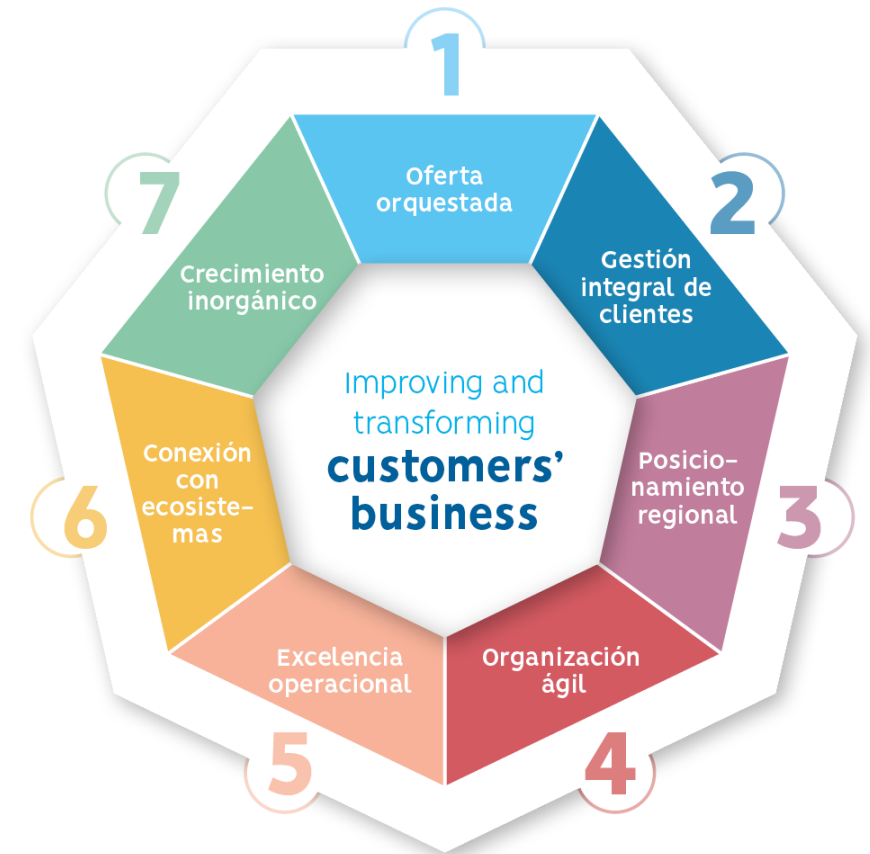 1
Oferta
orquestada
2
Gestión
integral de
clientes
3
Posicio-
namiento
regional
4
Organización
ágil
5
Excelencia
operacional
6
Conexión
con
ecosiste-
mas
7
Crecimiento
inorgánico
Improving and
transforming
customers’
business